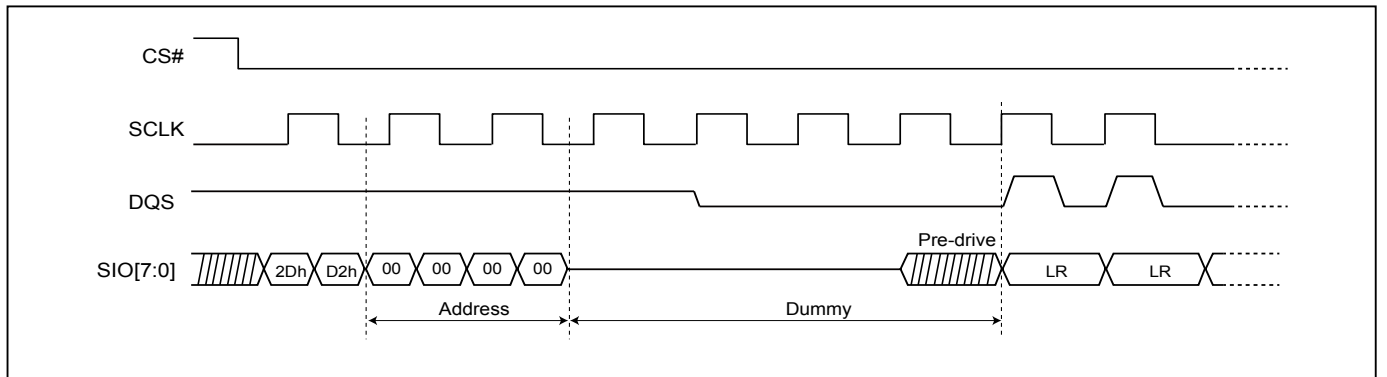 CS#
SCLK
DQS
Pre-drive
SIO[7:0] 2Dh D2h 00 00 00 00 LR LR
Address Dummy